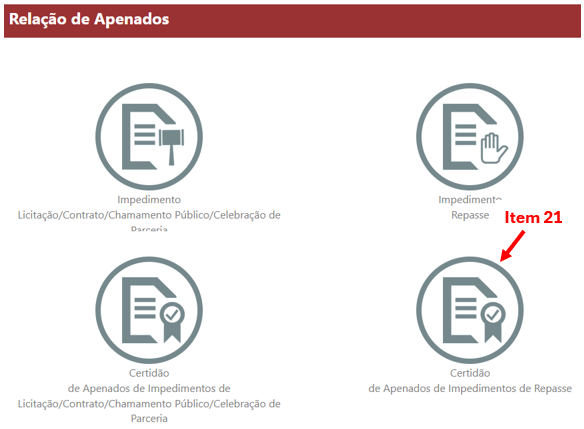 Relação de Apenados
Impedimento
Licitação/Contrato/Chamamento Público/Celebração de
Parceria
Impedimento
Repasse
Item 21
Certidão
de Apenados de Impedimentos de
Licitação/Contrato/Chamamento Público/Celebração de
Parceria
Certidão
de Apenados de Impedimentos de Repasse